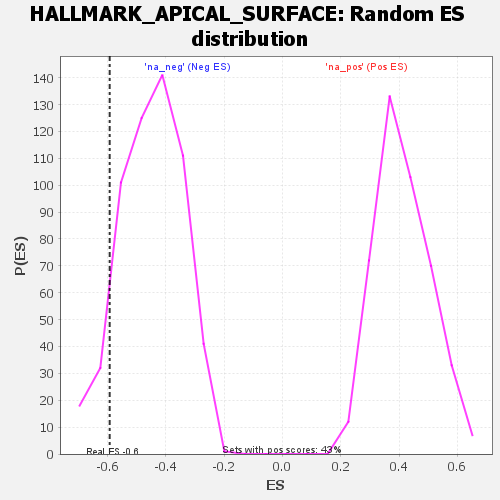 HALLMARK_APICAL_SURFACE: Random ES
distribution
'na_neg' (Neg ES)
'na_pos' (Pos ES)
140
130
120
110
100
90
80
70
60
50
40
30
20
10
0
P(ES)
Real ES -0.6
Sets with pos scores: 43%
-0.6
-0.4
-0.2
0.0
0.2
0.4
0.6
ES